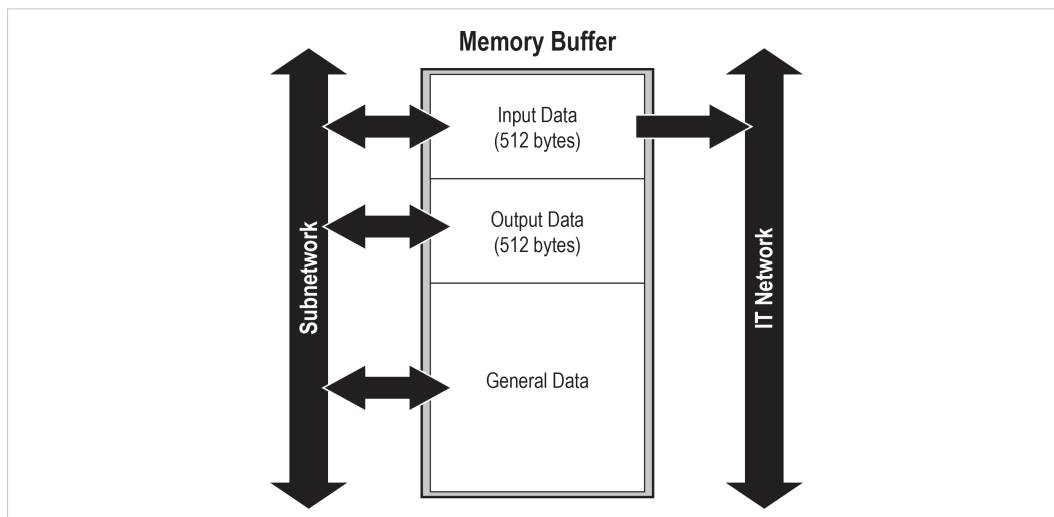 Memory Buffer
Input Data
(512 bytes)
Output Data
(512 bytes)
General Data
Subnetwork
IT Network